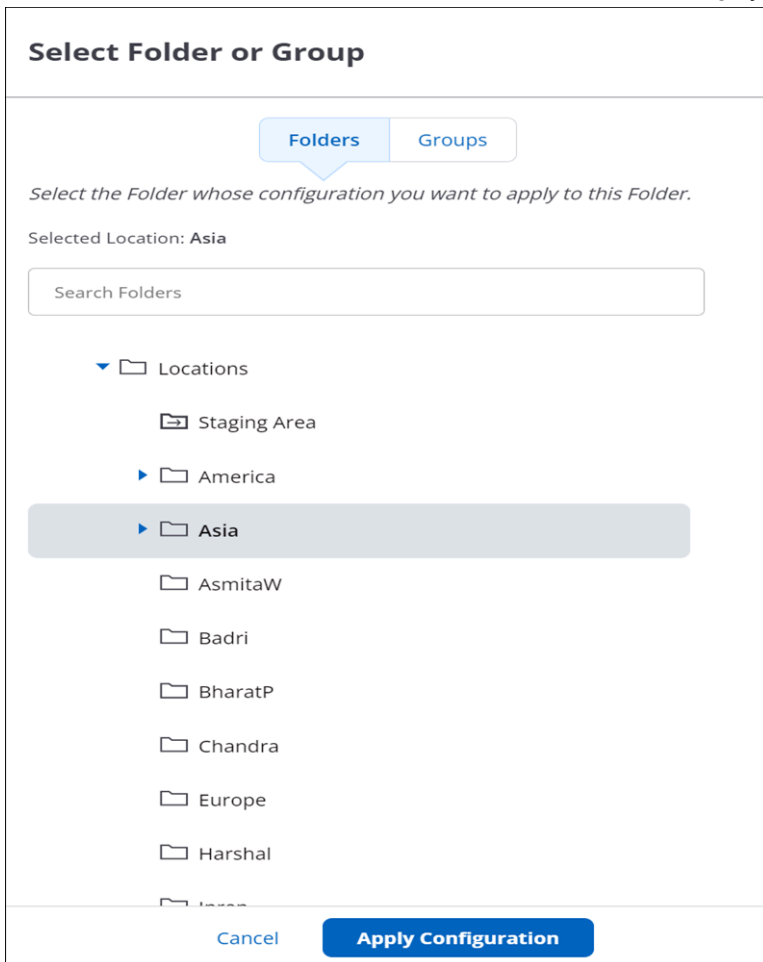 Select Folder or Group
Folders
Groups
Select the Folder whose configuration you want to apply to this Folder.
Selected Location: Asia
Search Folders
Locations
Staging Area
America
Asia
AsmitaW
Badri
BharatP
Chandra
Europe
Harshal
Cancel
Apply Configuration